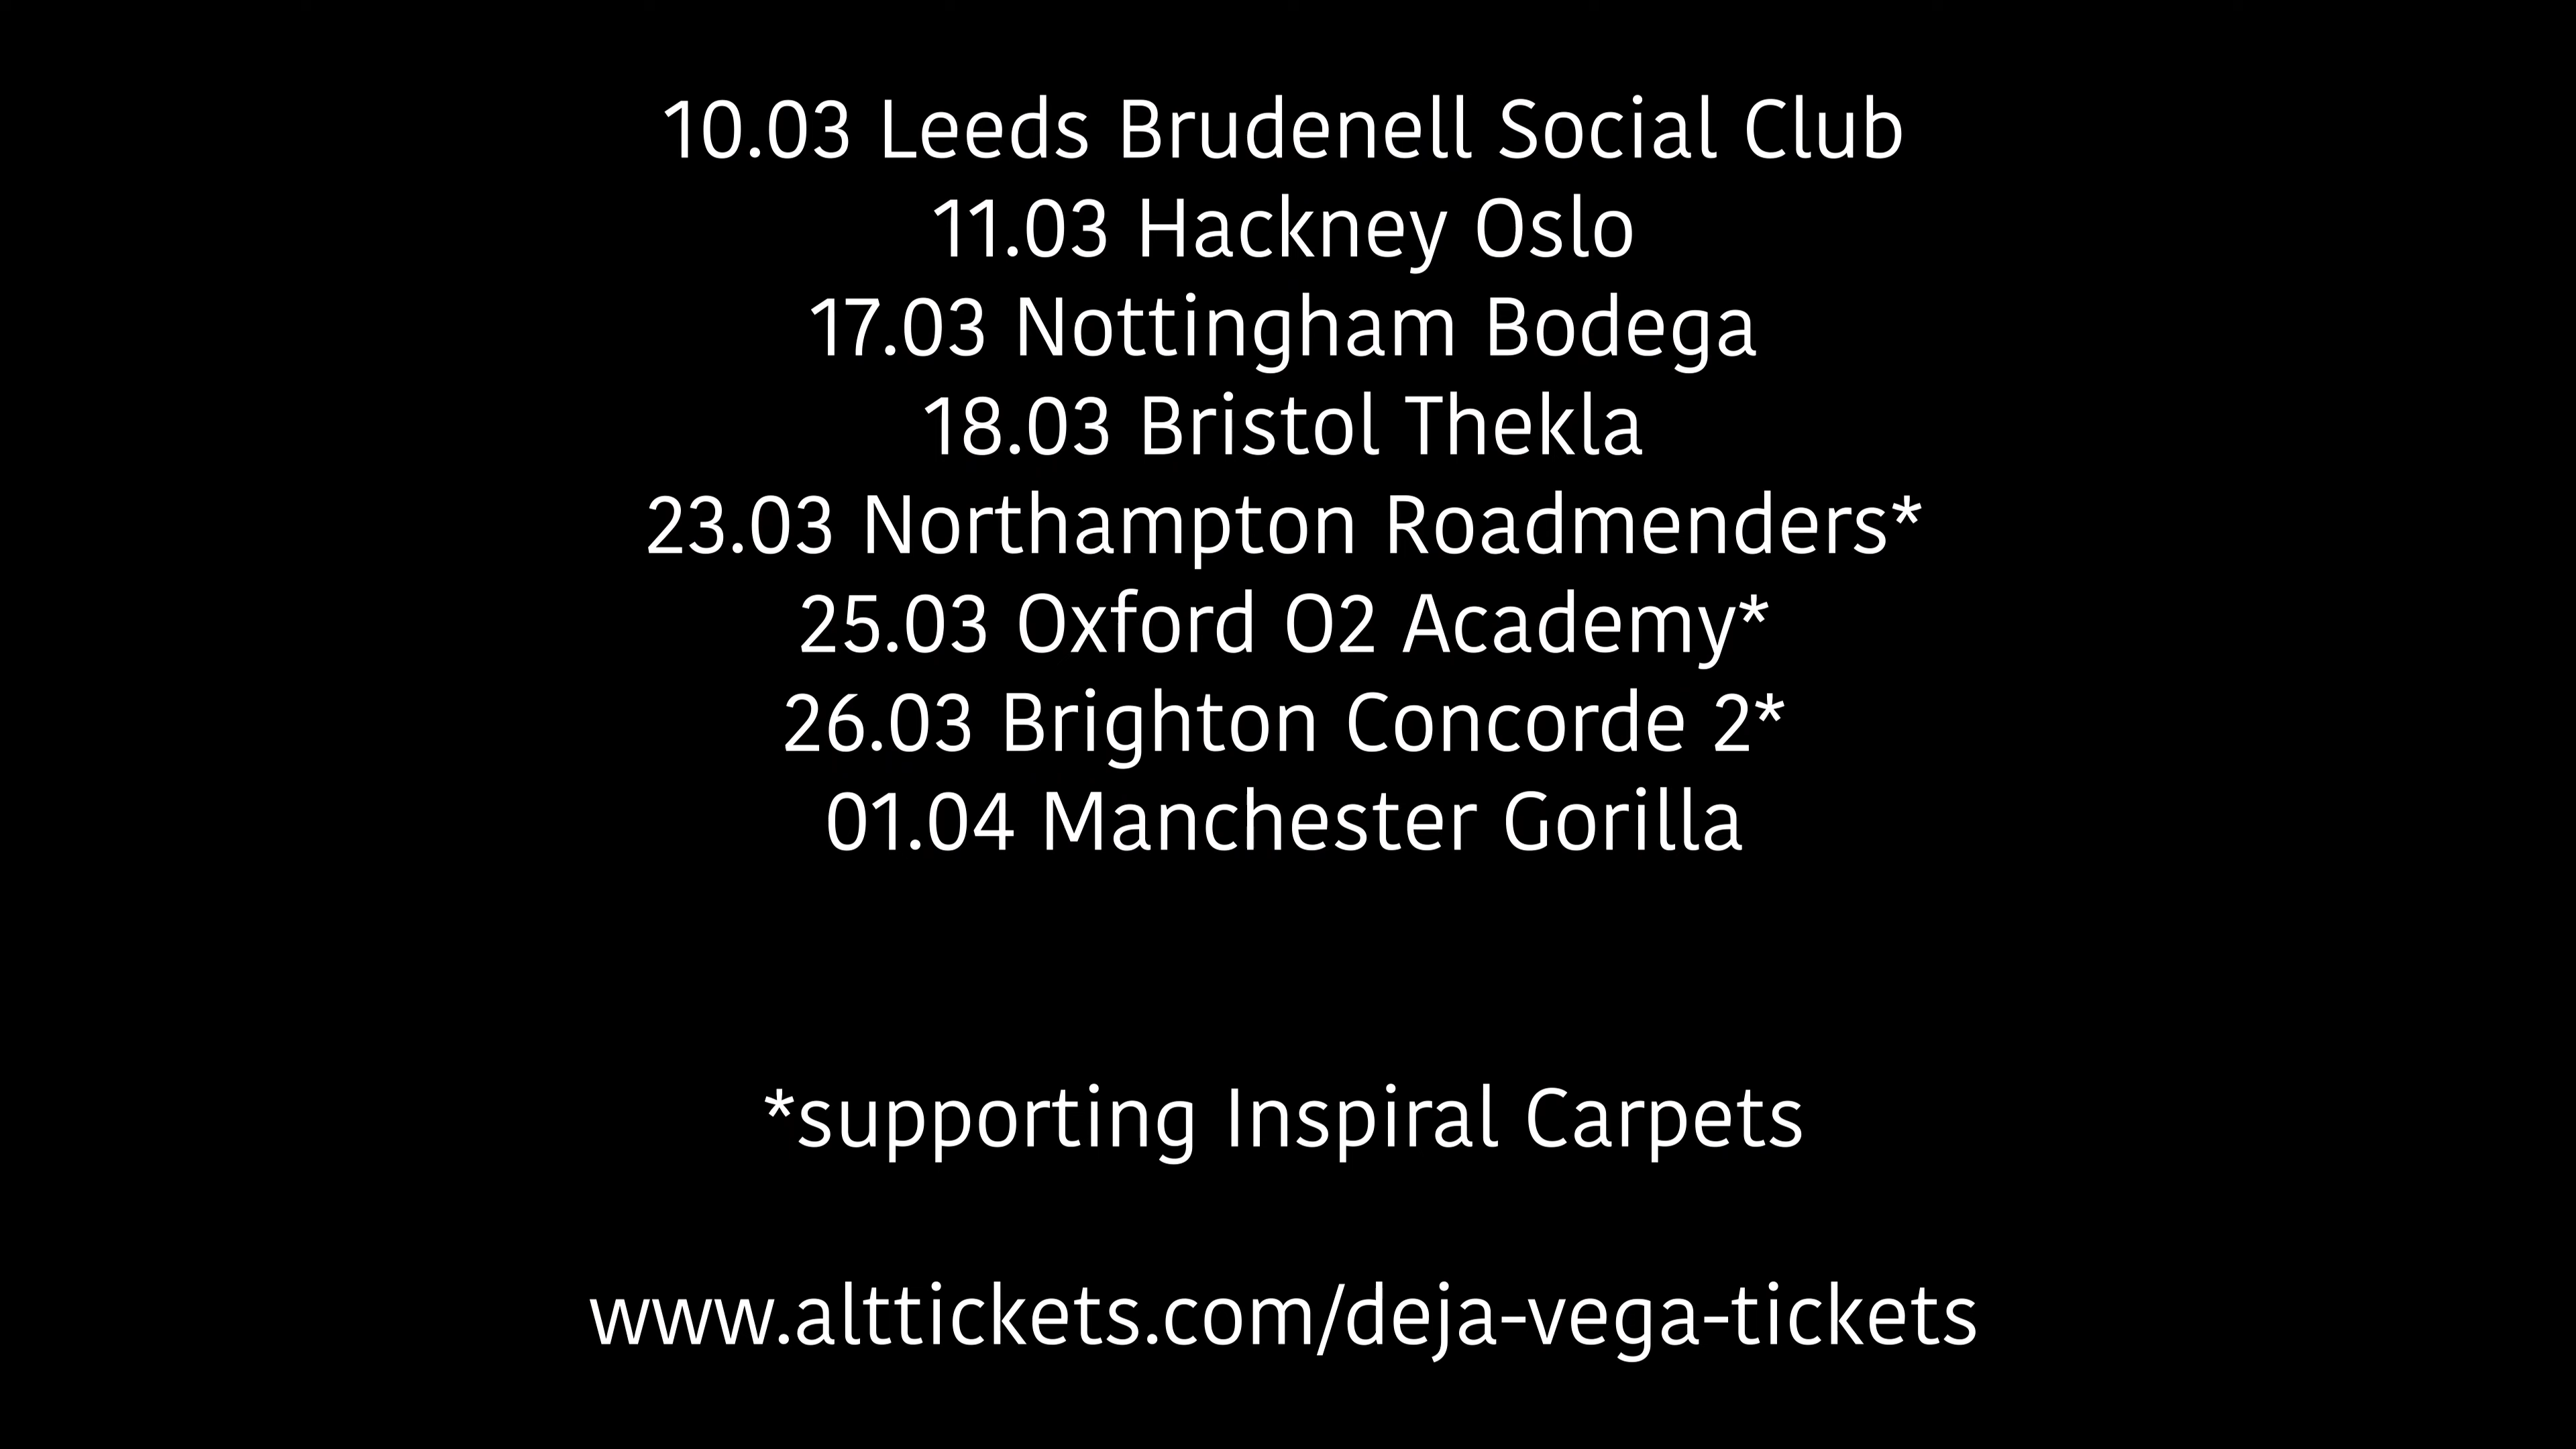 10.03 Leeds Brudenell Social Club
11.03 Hackney Oslo
17.03 Nottingham Bodega
18.03 Bristol Thekla
23.03 Northampton Roadmenders*
25.03 Oxford O2 Academy*
26.03 Brighton Concorde 2*
01.04 Manchester Gorilla
*supporting Inspiral Carpets
www.alttickets.com/deja-vega-tickets